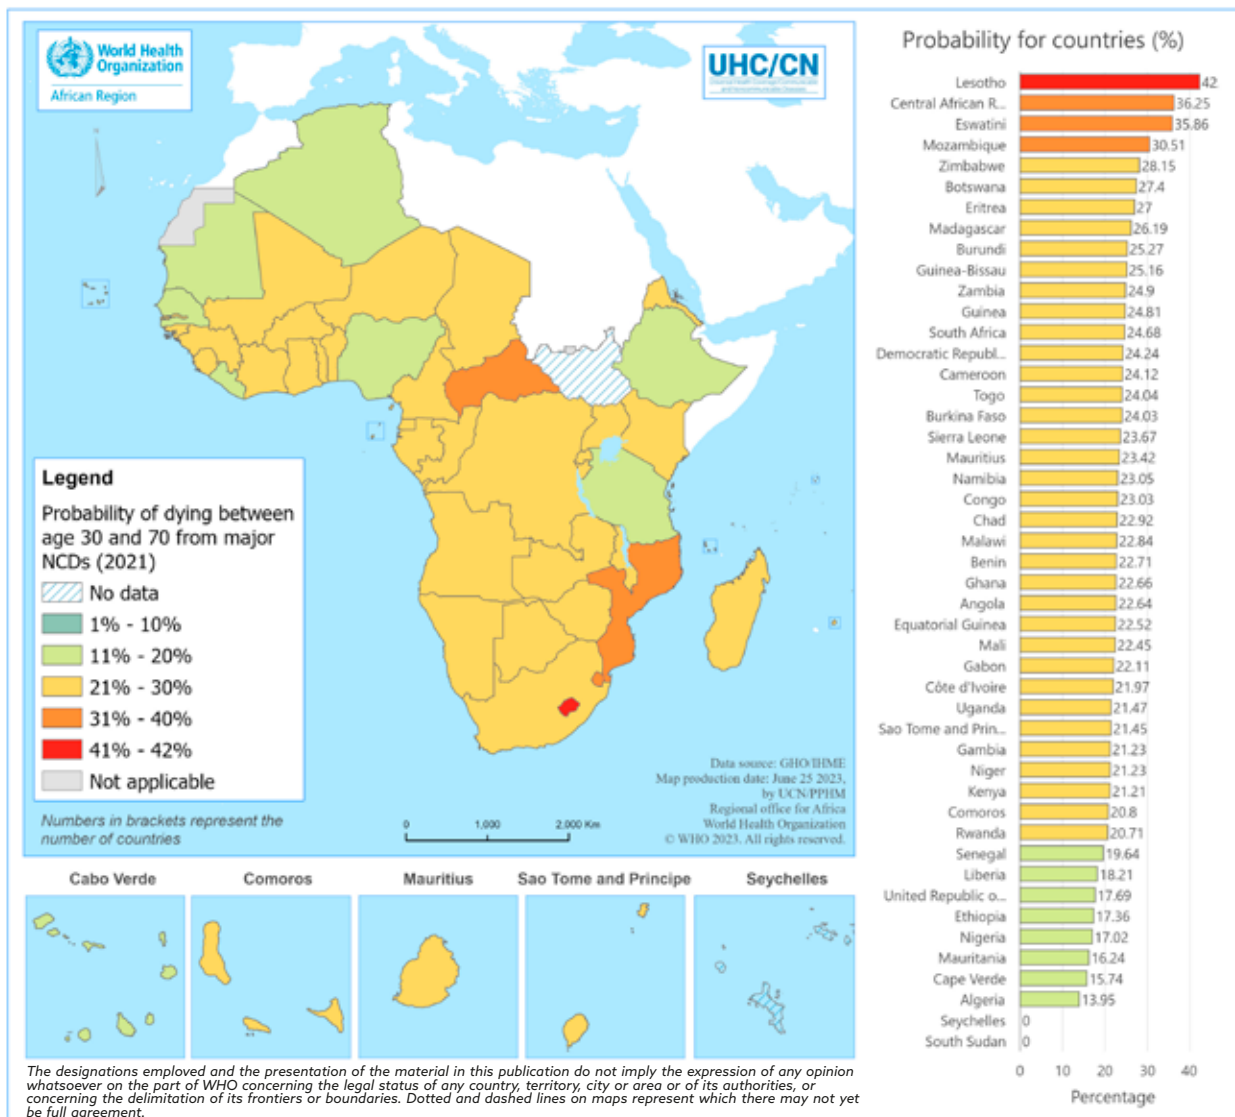 World Health
Organization
African Region
UHC/CN
Legend
Probability of dying between
age 30 and 70 from major
NCDs (2021)
No data
1% - 10%
11% - 20%
21% - 30%
31% - 40%
41% - 42%
Not applicable
Numbers in brackets represent the
number of countries
0 1,000 2,000 Km
Data source: GHO/IHME
Map production date: June 25 2023,
by UCN/PPHM
Regional office for Africa
World Health Organization
© WHO 2023. All rights reserved.
Cabo Verde
Comoros
Mauritius
Sao Tome and Principe
Seychelles
The designations employed and the presentation of the material in this publication do not imply the expression of any opinion
whatsoever on the part of WHO concerning the legal status of any country, territory, city or area or of its authorities, or
concerning the delimitation of its frontiers or boundaries. Dotted and dashed lines on maps represent which there may not yet
be full agreement.
Probability for countries (%)
Lesotho 42
Central African R... 36.25
Eswatini 35.86
Mozambique 30.51
Zimbabwe 28.15
Botswana 27.4
Eritrea 27
Madagascar 26.19
Burundi 25.27
Guinea-Bissau 25.16
Zambia 24.9
Guinea 24.81
South Africa 24.68
Democratic Republ... 24.24
Cameroon 24.12
Togo 24.04
Burkina Faso 24.03
Sierra Leone 23.67
Mauritius 23.42
Namibia 23.05
Congo 23.03
Chad 22.92
Malawi 22.84
Benin 22.71
Ghana 22.66
Angola 22.64
Equatorial Guinea 22.52
Mali 22.45
Gabon 22.11
Côte d'Ivoire 21.97
Uganda 21.47
Sao Tome and Prin... 21.45
Gambia 21.23
Niger 21.23
Kenya 21.21
Comoros 20.8
Rwanda 20.71
Senegal 19.64
Liberia 18.21
United Republic o... 17.69
Ethiopia 17.36
Nigeria 17.02
Mauritania 16.24
Cape Verde 15.74
Algeria 13.95
Seychelles 0
South Sudan 0
0 10 20 30 40
Percentage